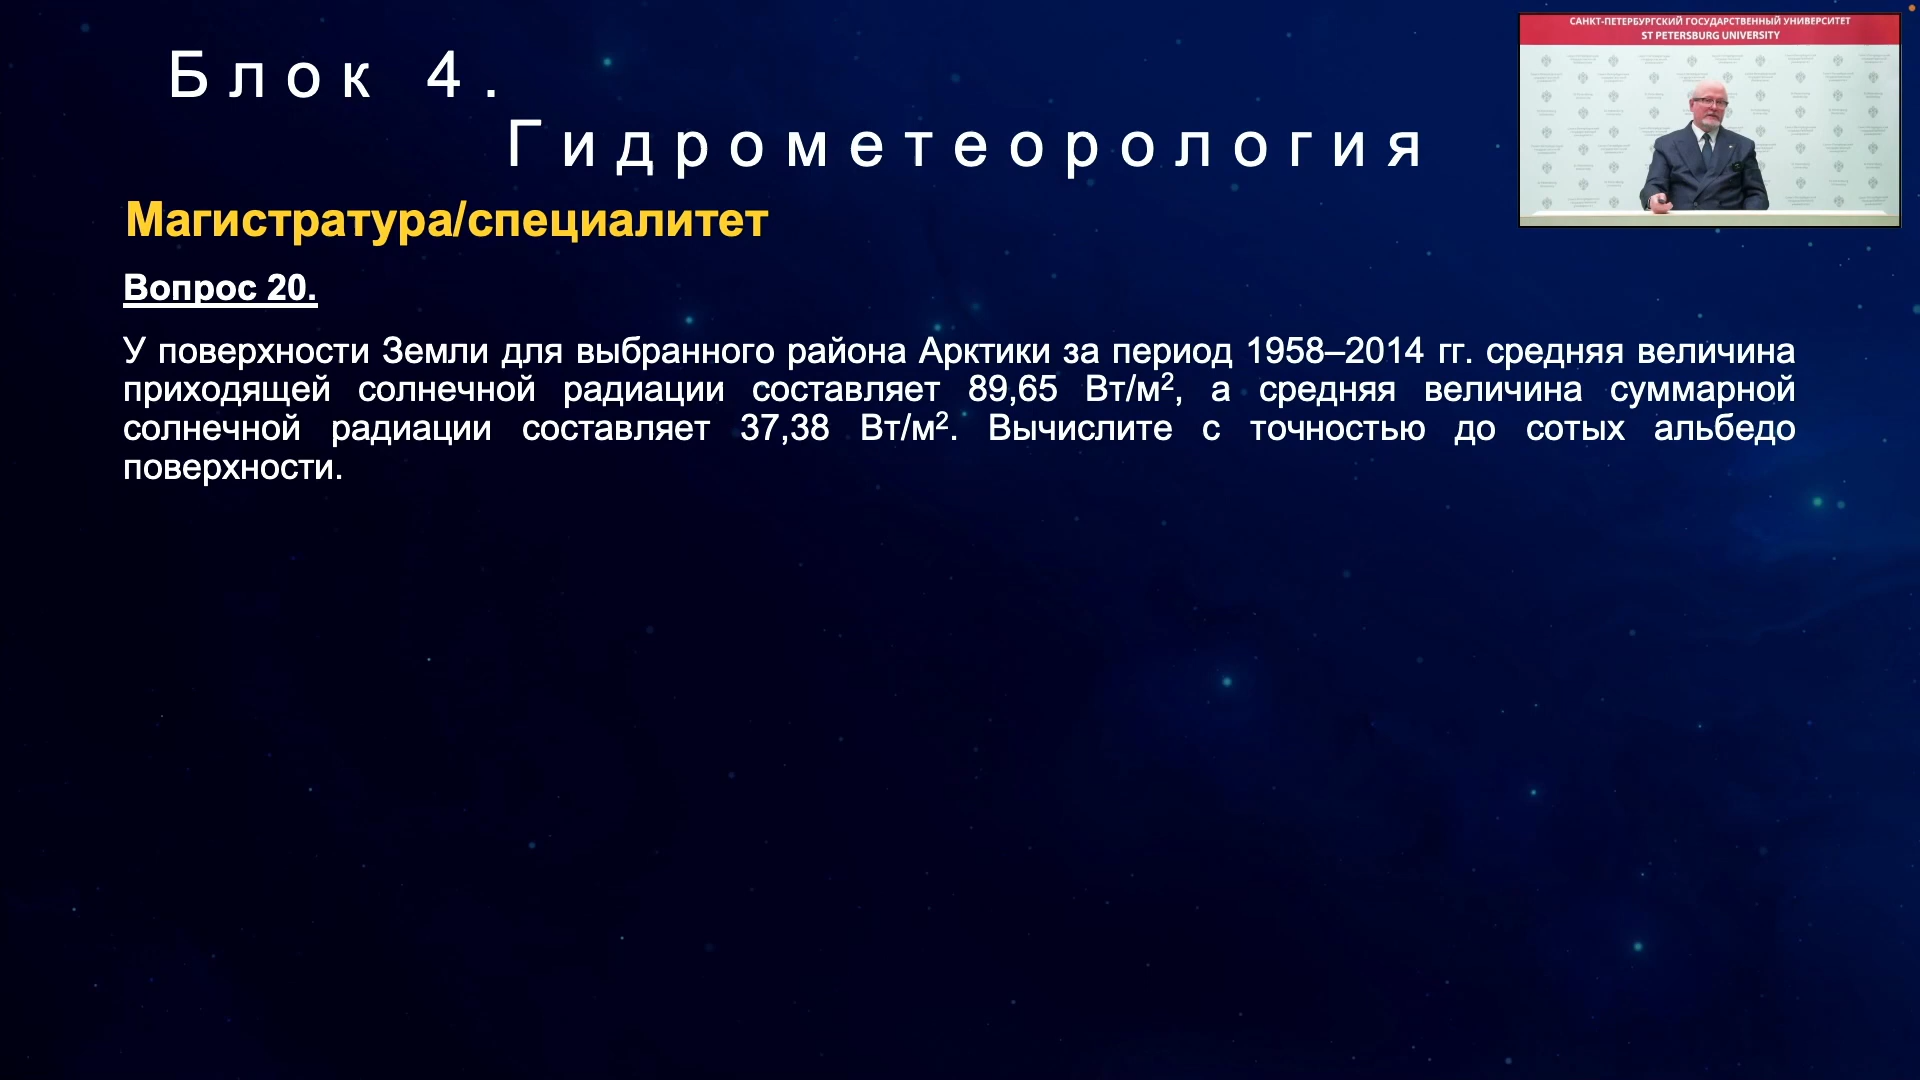 САНКТ-ПЕТЕРБУРГСКИЙ ГОСУДАРСТВЕННЫЙ УНИВЕРСИТЕТ
ST PETERSBURG UNIVERSITY
Блок 4.
Гидрометеорология
Магистратура/специалитет
Вопрос 20.
У поверхности Земли для выбранного района Арктики за период 1958–2014 гг. средняя величина
приходящей солнечной радиации составляет 89,65 Вт/м², а средняя величина суммарной
солнечной радиации составляет 37,38 Вт/м². Вычислите с точностью до сотых альбедо
поверхности.